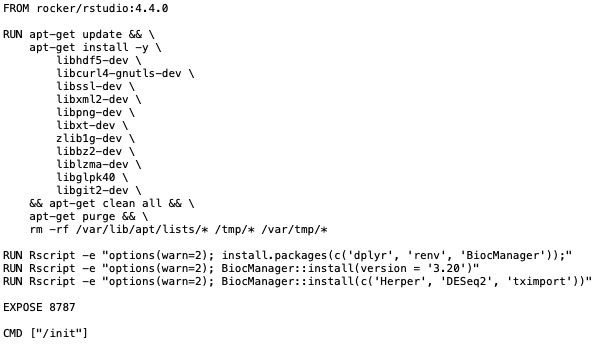 FROM rocker/rstudio:4.4.0

RUN apt-get update && \
    apt-get install -y \
        libhdf5-dev \
        libcurl4-gnutls-dev \
        libssl-dev \
        libxml2-dev \
        libpng-dev \
        libxt-dev \
        zlib1g-dev \
        libbz2-dev \
        liblzma-dev \
        libglpk40 \
        libgit2-dev \
    && apt-get clean all && \
    apt-get purge && \
    rm -rf /var/lib/apt/lists/* /tmp/* /var/tmp/*

RUN Rscript -e "options(warn=2); install.packages(c('dplyr', 'renv', 'BiocManager'));"
RUN Rscript -e "options(warn=2); BiocManager::install(version = '3.20')"
RUN Rscript -e "options(warn=2); BiocManager::install(c('Herper', 'DESeq2', 'tximport'))"

EXPOSE 8787

CMD ["/init"]